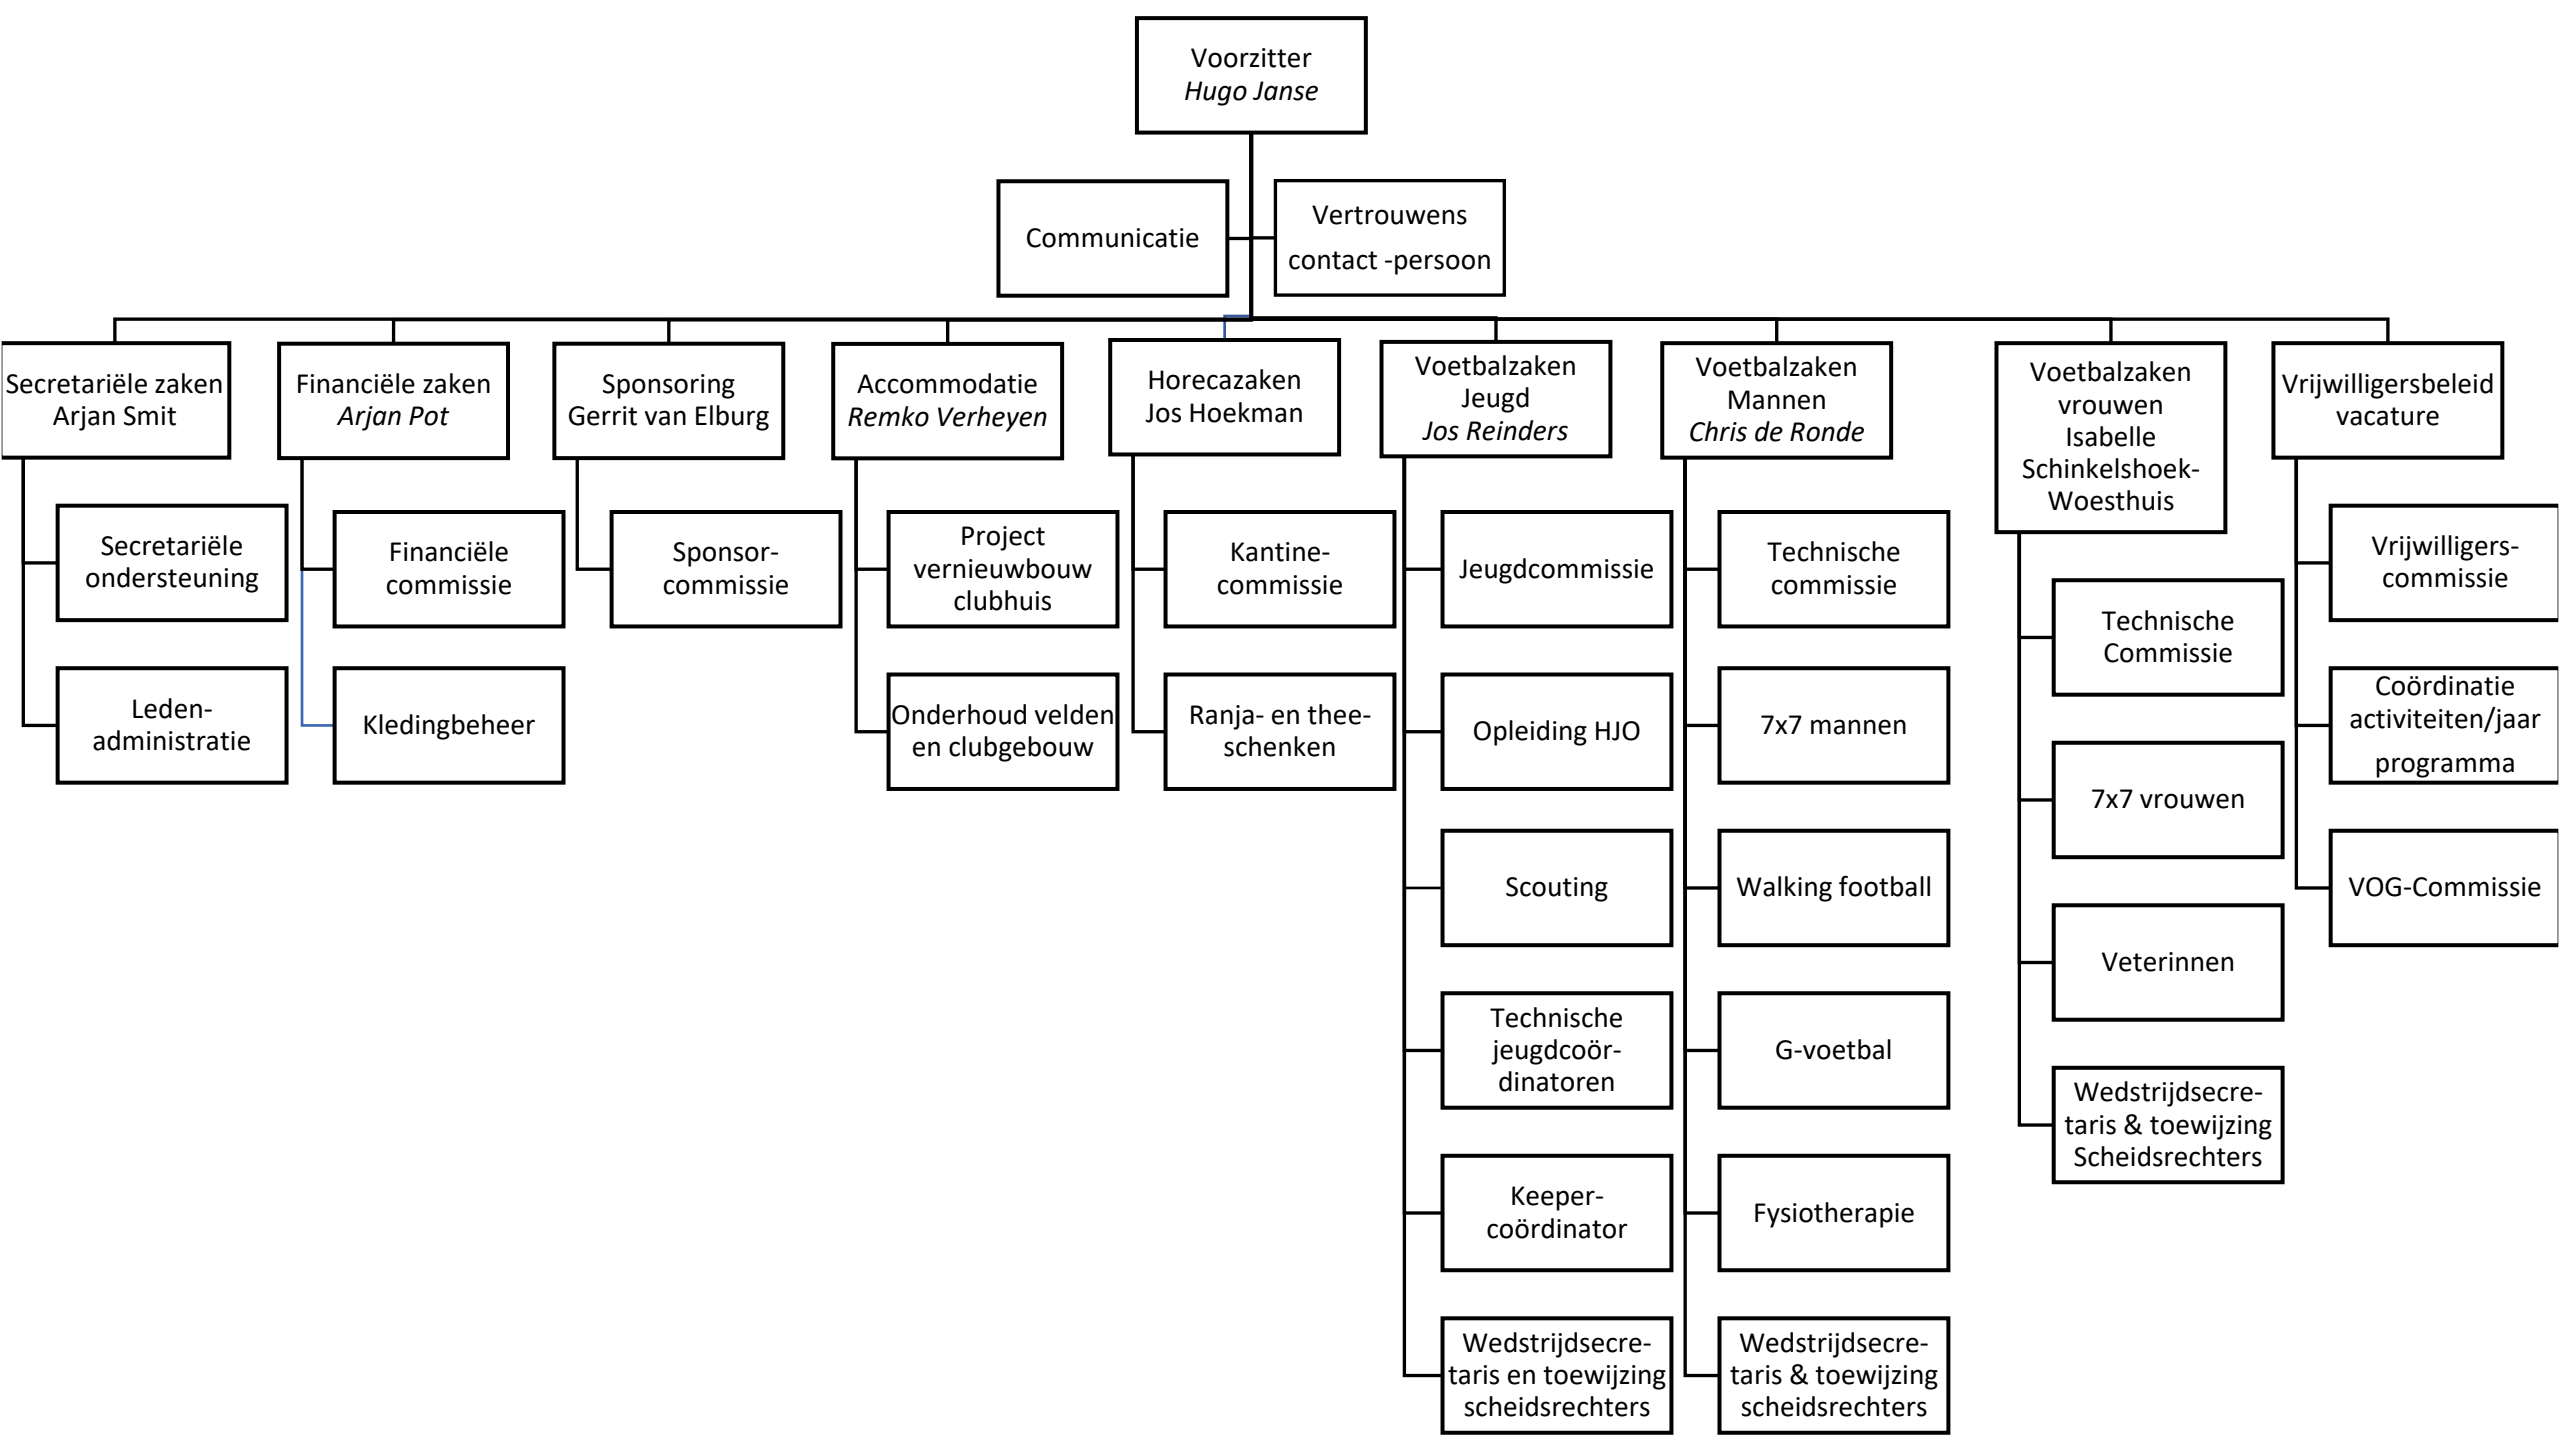 Voorzitter
Hugo Janse
Communicatie
Vertrouwens
contact -persoon
Secretariële zaken
Arjan Smit
Financiële zaken
Arjan Pot
Sponsoring
Gerrit van Elburg
Accommodatie
Remko Verheyen
Horecazaken
Jos Hoekman
Voetbalzaken
Jeugd
Jos Reinders
Voetbalzaken
Mannen
Chris de Ronde
Voetbalzaken
vrouwen
Isabelle
Schinkelshoek-
Woesthuis
Vrijwilligersbeleid
vacature
Secretariële
ondersteuning
Leden-
administratie
Financiële
commissie
Kledingbeheer
Sponsor-
commissie
Project
vernieuwbouw
clubhuis
Onderhoud velden
en clubgebouw
Kantine-
commissie
Ranja- en thee-
schenken
Jeugdcommissie
Opleiding HJO
Scouting
Technische
jeugdcoör-
dinatoren
Keeper-
coördinator
Wedstrijdsecre-
taris en toewijzing
scheidsrechters
Technische
commissie
7x7 mannen
Walking football
G-voetbal
Fysiotherapie
Wedstrijdsecre-
taris & toewijzing
scheidsrechters
Technische
Commissie
7x7 vrouwen
Veterinnen
Wedstrijdsecre-
taris & toewijzing
Scheidsrechters
Vrijwilligers-
commissie
Coördinatie
activiteiten/jaar
programma
VOG-Commissie